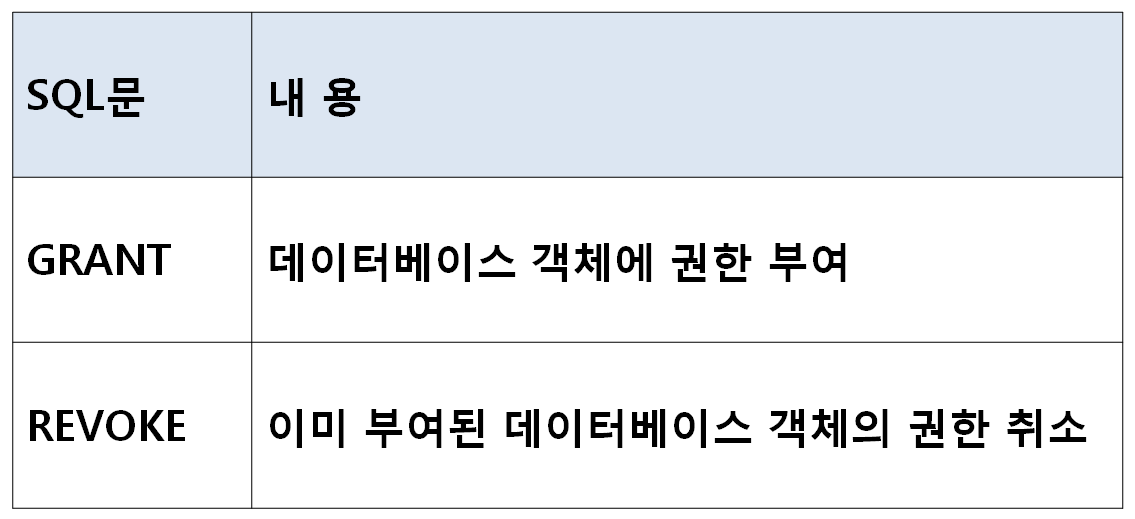 SQL문
내 용
GRANT
데이터베이스 객체에 권한 부여
REVOKE
이미 부여된 데이터베이스 객체의 권한 취소